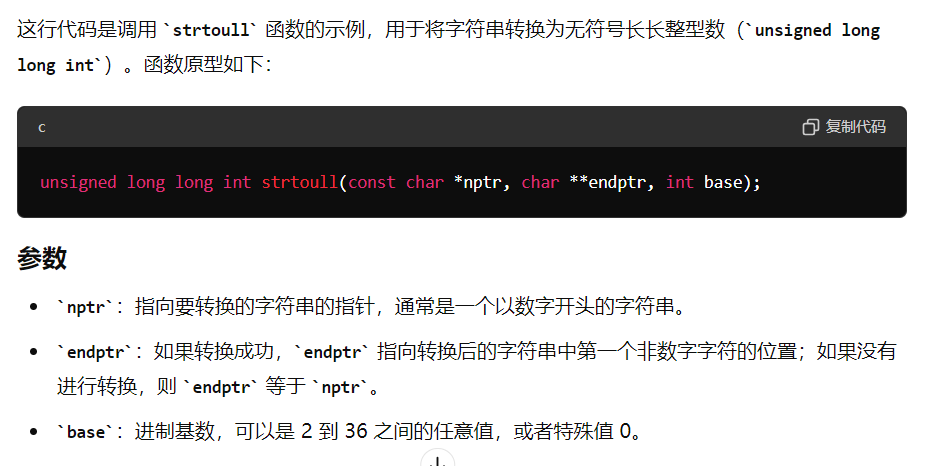 这行代码是调用 `strtoull` 函数的示例，用于将字符串转换为无符号长长整型数（`unsigned long
long int`）。函数原型如下：
c
复制代码
unsigned long long int strtoull(const char *nptr, char **endptr, int base);
参数
`nptr`：指向要转换的字符串的指针，通常是一个以数字开头的字符串。
`endptr`：如果转换成功，`endptr` 指向转换后的字符串中第一个非数字字符的位置；如果没有
进行转换，则 `endptr` 等于 `nptr`。
`base`：进制基数，可以是 2 到 36 之间的任意值，或者特殊值 0。